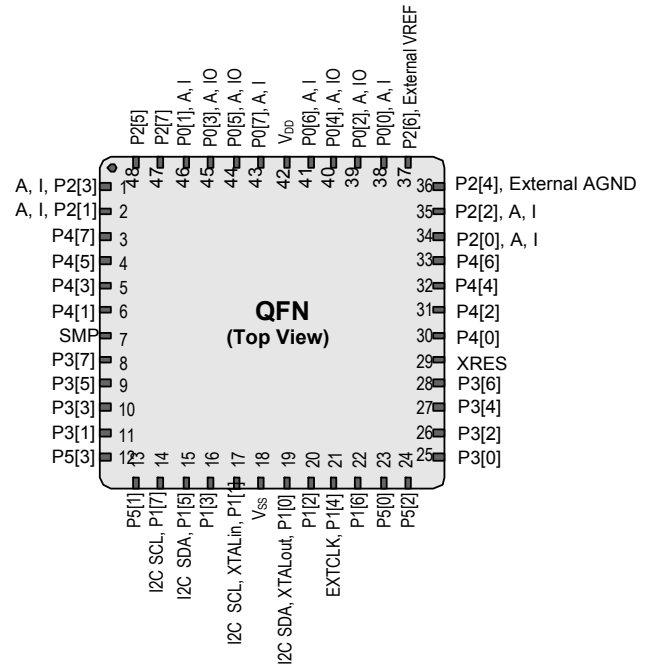 P2[5]
P2[7]
P0[1], A, I
P0[3], A, IO
P0[5], A, IO
P0[7], A, I
VDD
P0[6], A, I
P0[4], A, IO
P0[2], A, IO
P0[0], A, I
P2[6], External VREF
48
47
46
45
44
43
42
41
40
39
38
37
A, I, P2[3] 1
A, I, P2[1] 2
P4[7] 3
P4[5] 4
P4[3] 5
P4[1] 6
SMP 7
P3[7] 8
P3[5] 9
P3[3] 10
P3[1] 11
P5[3] 12
QFN
(Top View)
36 P2[4], External AGND
35 P2[2], A, I
34 P2[0], A, I
33 P4[6]
32 P4[4]
31 P4[2]
30 P4[0]
29 XRES
28 P3[6]
27 P3[4]
26 P3[2]
25 P3[0]
13
14
15
16
17
18
19
20
21
22
23
24
P5[1]
I2C SCL, P1[7]
I2C SDA, P1[5]
P1[3]
I2C SCL, XTALin, P1[1]
Vss
I2C SDA, XTALout, P1[0]
P1[2]
EXTCLK, P1[4]
P1[6]
P5[0]
P5[2]